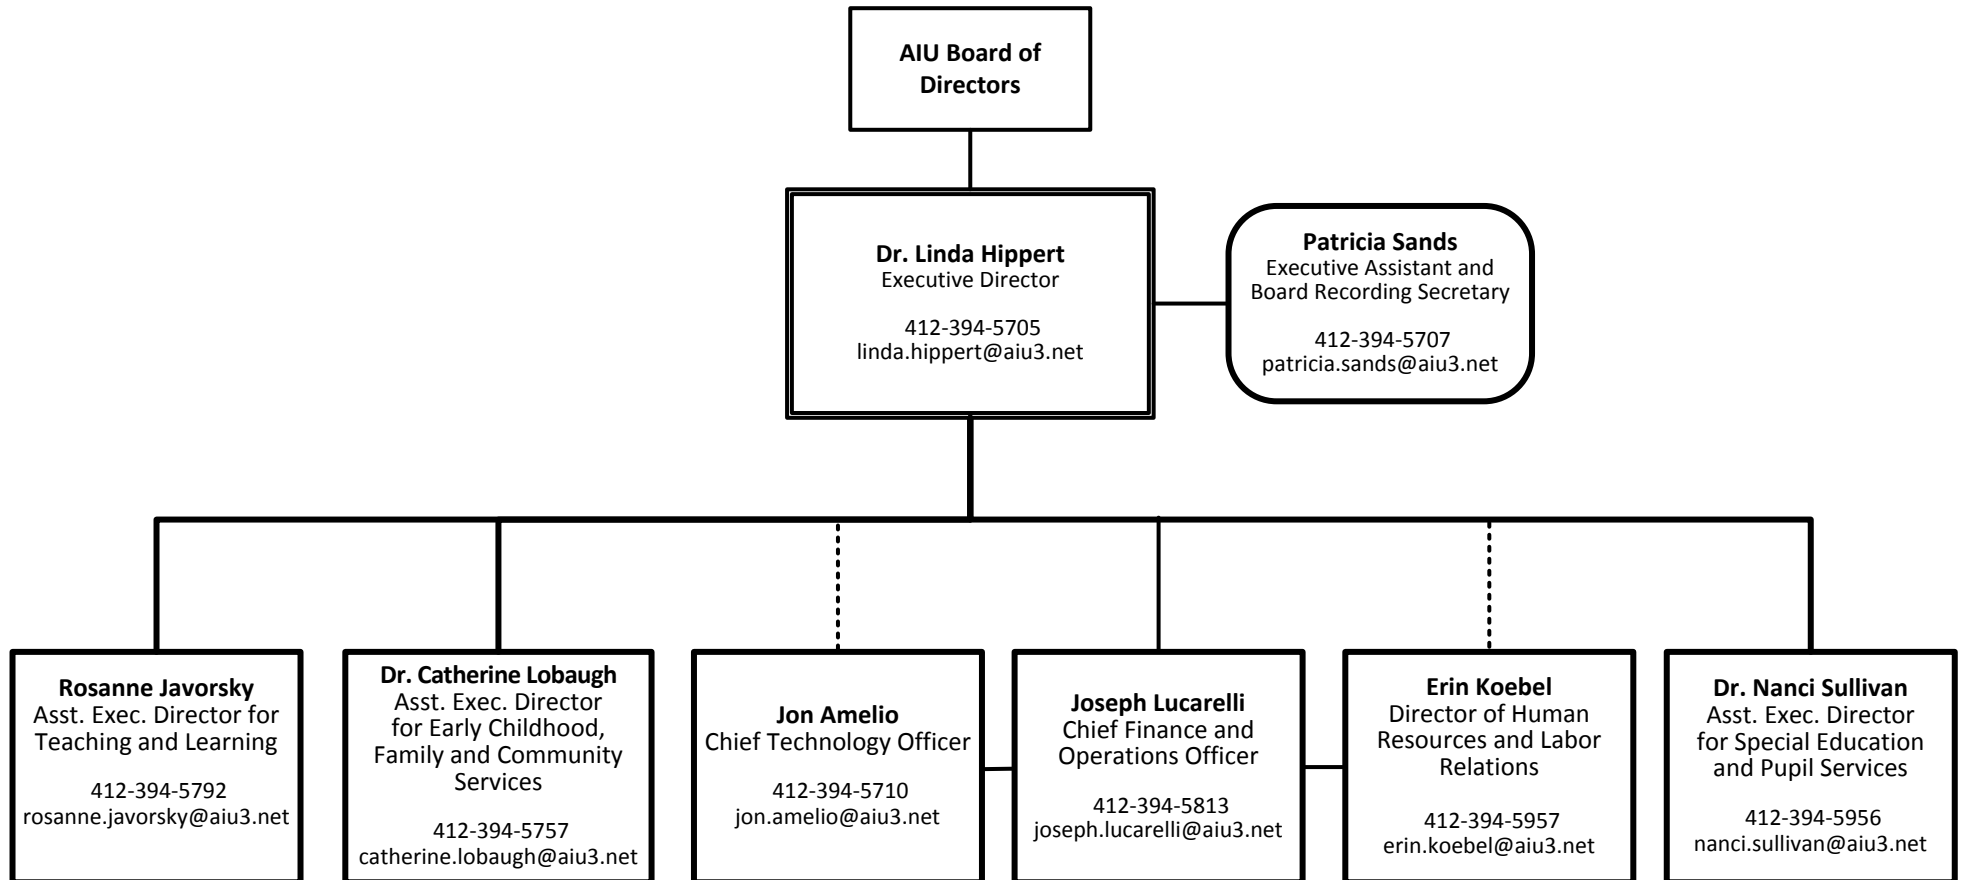 AIU Board of
Directors
Dr. Linda Hippert
Executive Director
412-394-5705
linda.hippert@aiu3.net
Patricia Sands
Executive Assistant and
Board Recording Secretary
412-394-5707
patricia.sands@aiu3.net
Rosanne Javorsky
Asst. Exec. Director for
Teaching and Learning
412-394-5792
rosanne.javorsky@aiu3.net
Dr. Catherine Lobaugh
Asst. Exec. Director
for Early Childhood,
Family and Community
Services
412-394-5757
catherine.lobaugh@aiu3.net
Jon Amelio
Chief Technology Officer
412-394-5710
jon.amelio@aiu3.net
Joseph Lucarelli
Chief Finance and
Operations Officer
412-394-5813
joseph.lucarelli@aiu3.net
Erin Koebel
Director of Human
Resources and Labor
Relations
412-394-5957
erin.koebel@aiu3.net
Dr. Nanci Sullivan
Asst. Exec. Director
for Special Education
and Pupil Services
412-394-5956
nanci.sullivan@aiu3.net